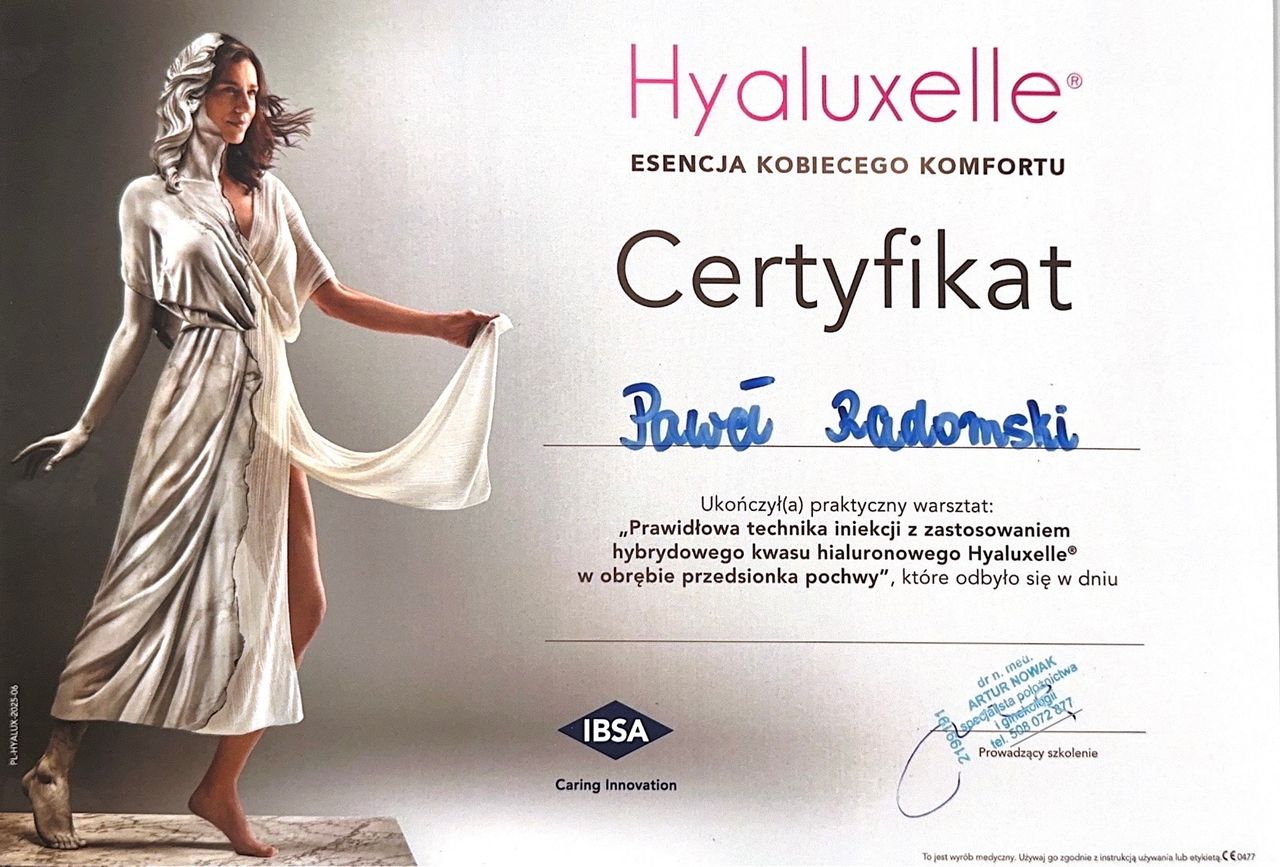 Hyaluxelle®
ESENCJA KOBIECEGO KOMFORTU
Certyfikat
Paweł Radomski
Ukończył(a) praktyczny warsztat:
„Prawidłowa technika iniekcji z zastosowaniem
hybrydowego kwasu hialuronowego Hyaluxelle®
w obrębie przedsionka pochwy”, które odbyło się w dniu
IBSA
Caring Innovation
dr n. med.
ARTUR NOWAK
specjalista położnictwa
i ginekologii
tel. 508 072 877
2199191
Prowadzący szkolenie
PL-HYALUX-2025-06
To jest wyrób medyczny. Używaj go zgodnie z instrukcją używania lub etykietą. CE 0477